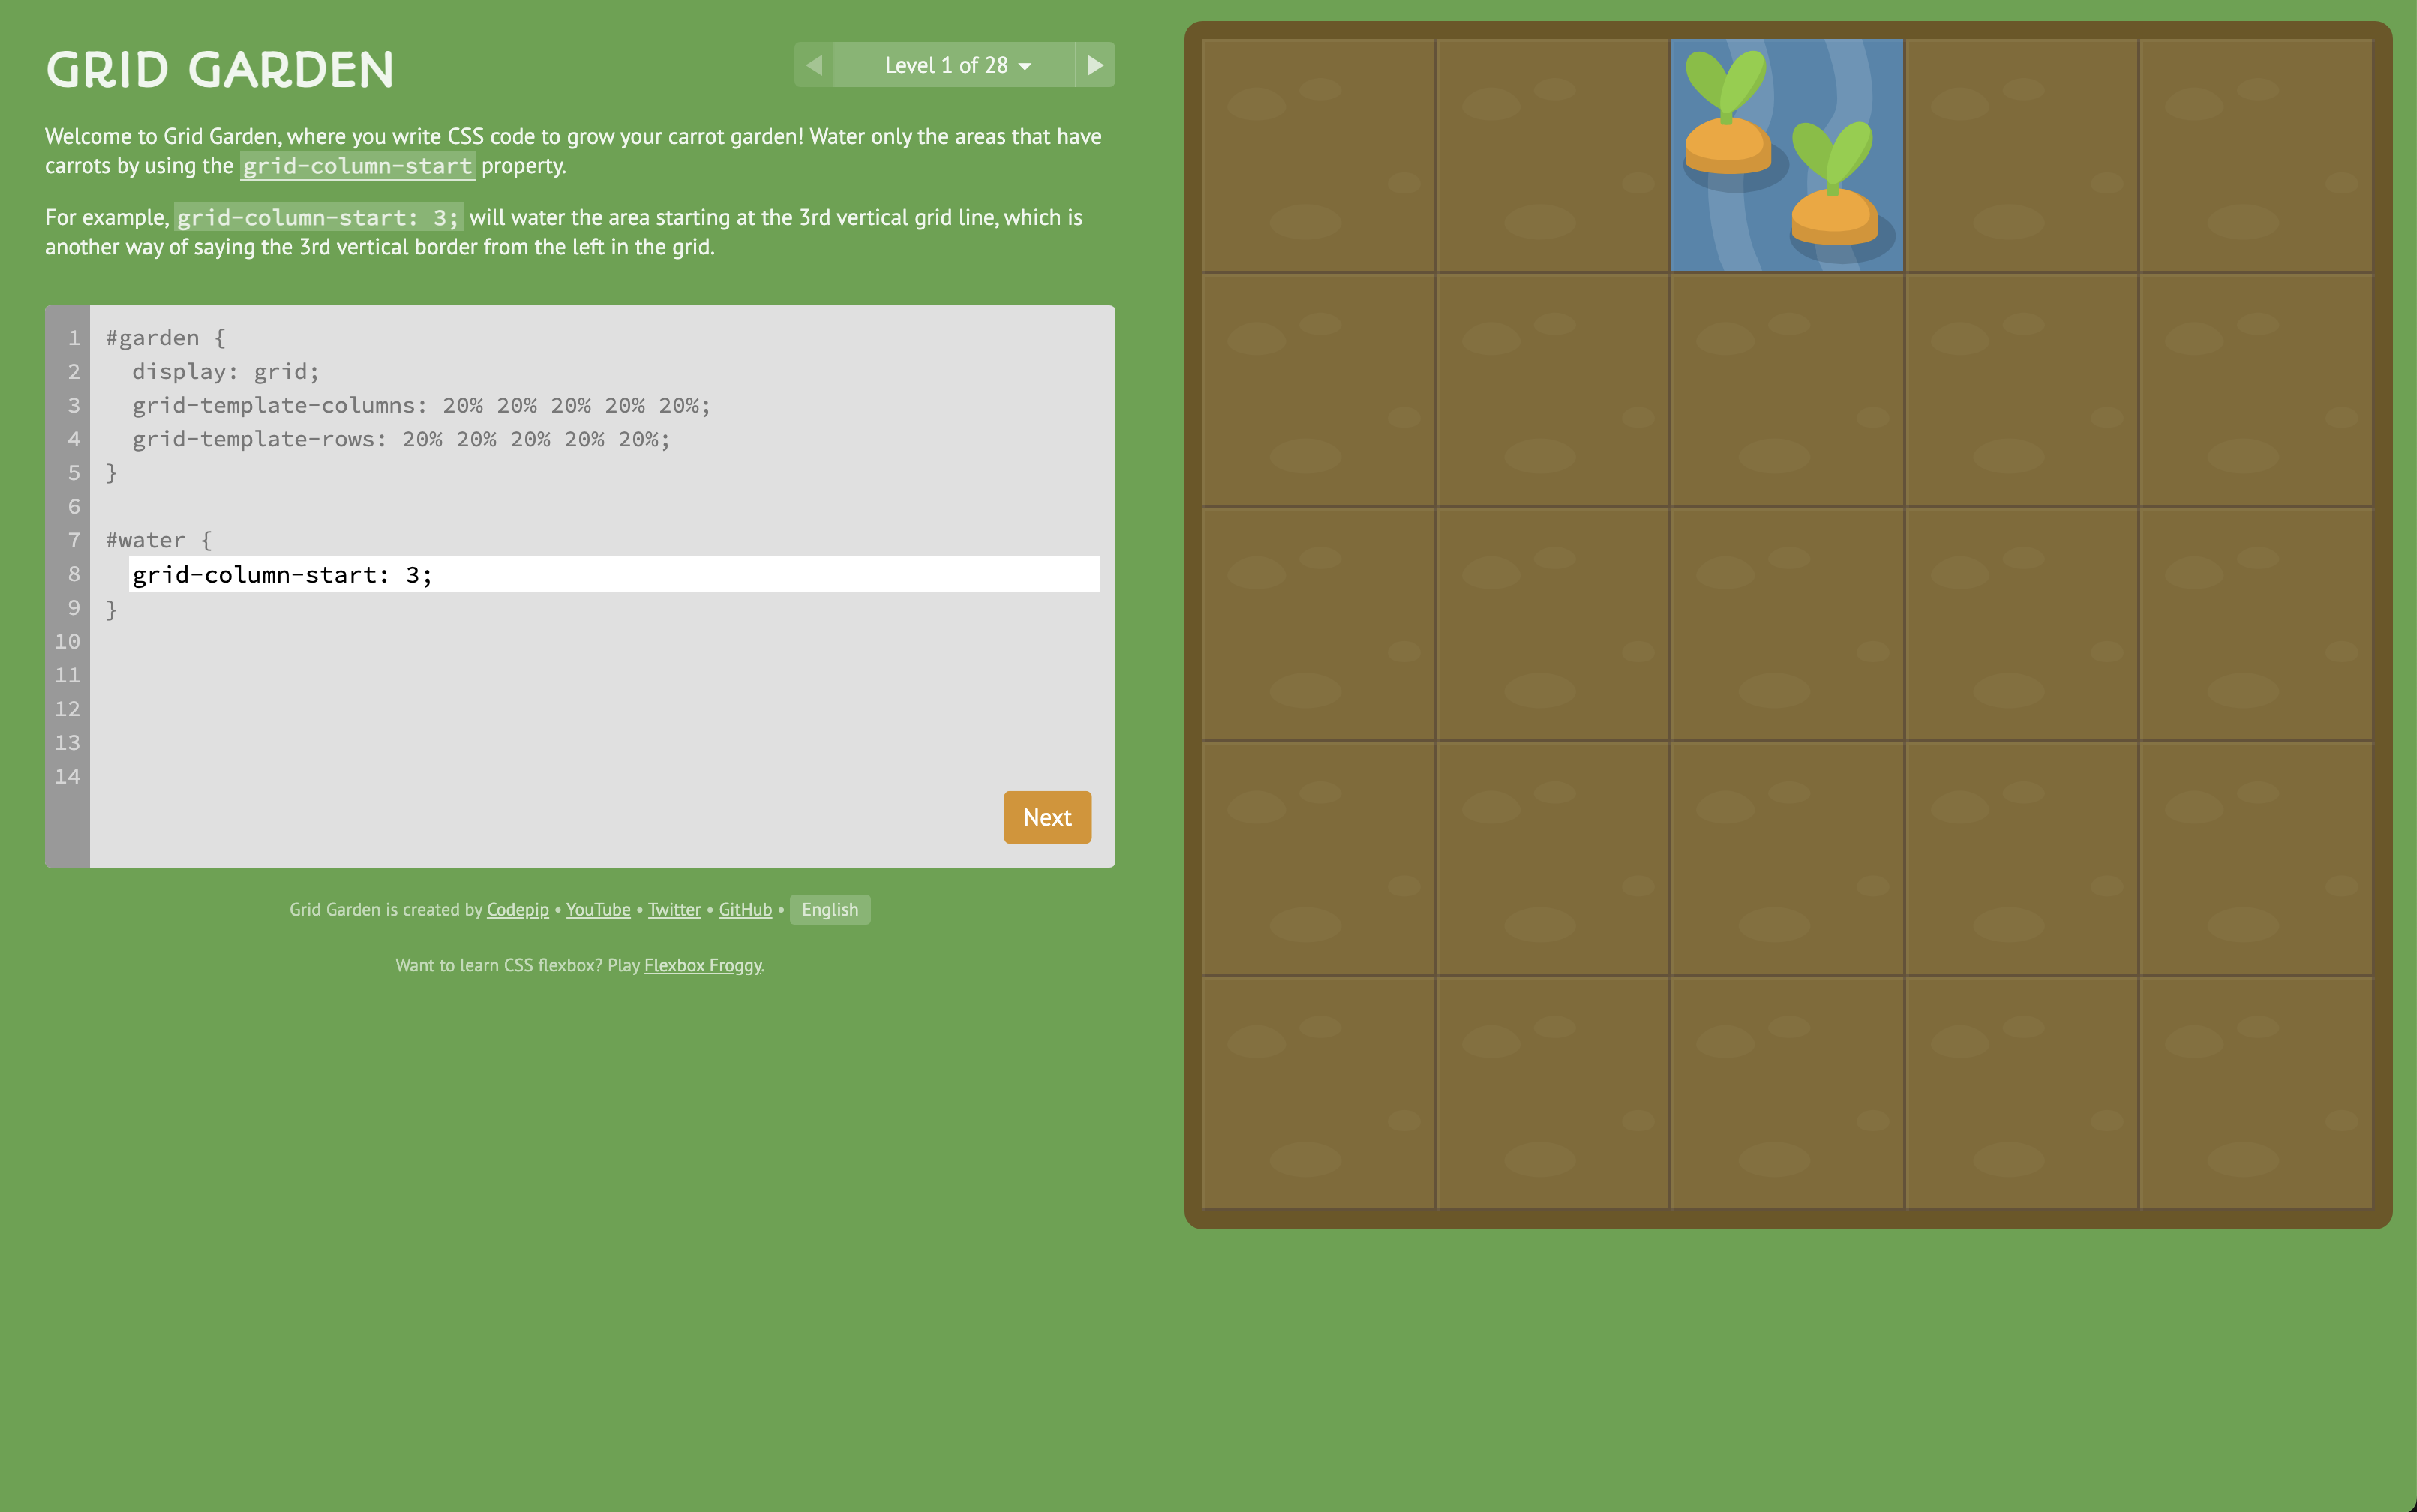 GRID GARDEN
Level 1 of 28
Welcome to Grid Garden, where you write CSS code to grow your carrot garden! Water only the areas that have
carrots by using the grid-column-start property.
For example, grid-column-start: 3; will water the area starting at the 3rd vertical grid line, which is
another way of saying the 3rd vertical border from the left in the grid.
1 #garden {
2 display: grid;
3 grid-template-columns: 20% 20% 20% 20% 20%;
4 grid-template-rows: 20% 20% 20% 20% 20%;
5 }
6
7 #water {
8 grid-column-start: 3;
9 }
10
11
12
13
14
Next
Grid Garden is created by Codepip • YouTube • Twitter • GitHub • English
Want to learn CSS flexbox? Play Flexbox Froggy.